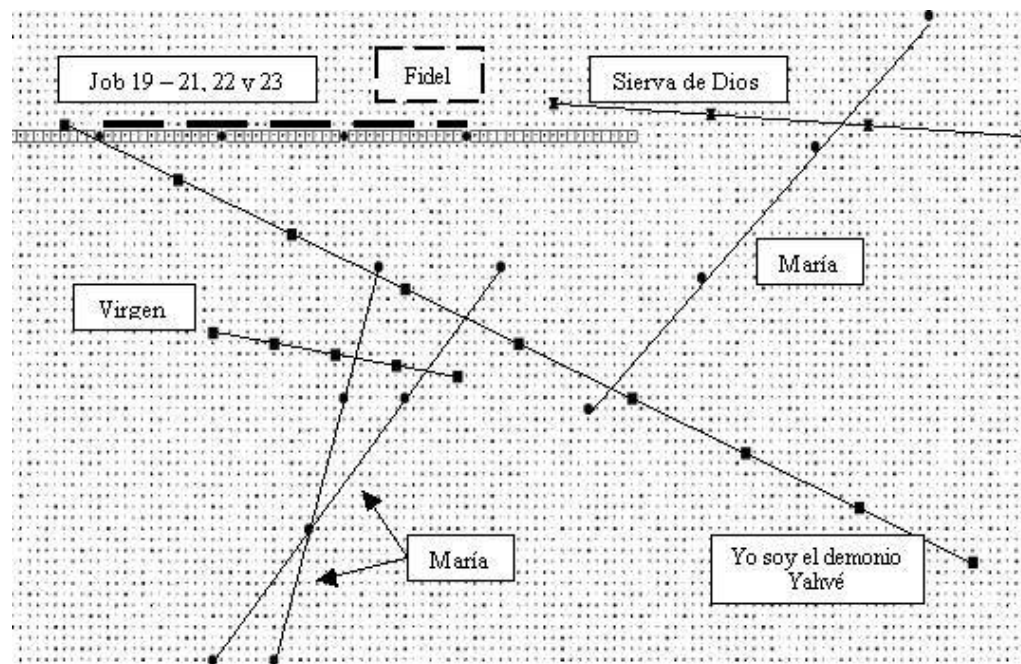 Fidel
Job 19 – 21, 22 y 23
Sierva de Dios
María
Virgen
María
Yo soy el demonio
Yahvé